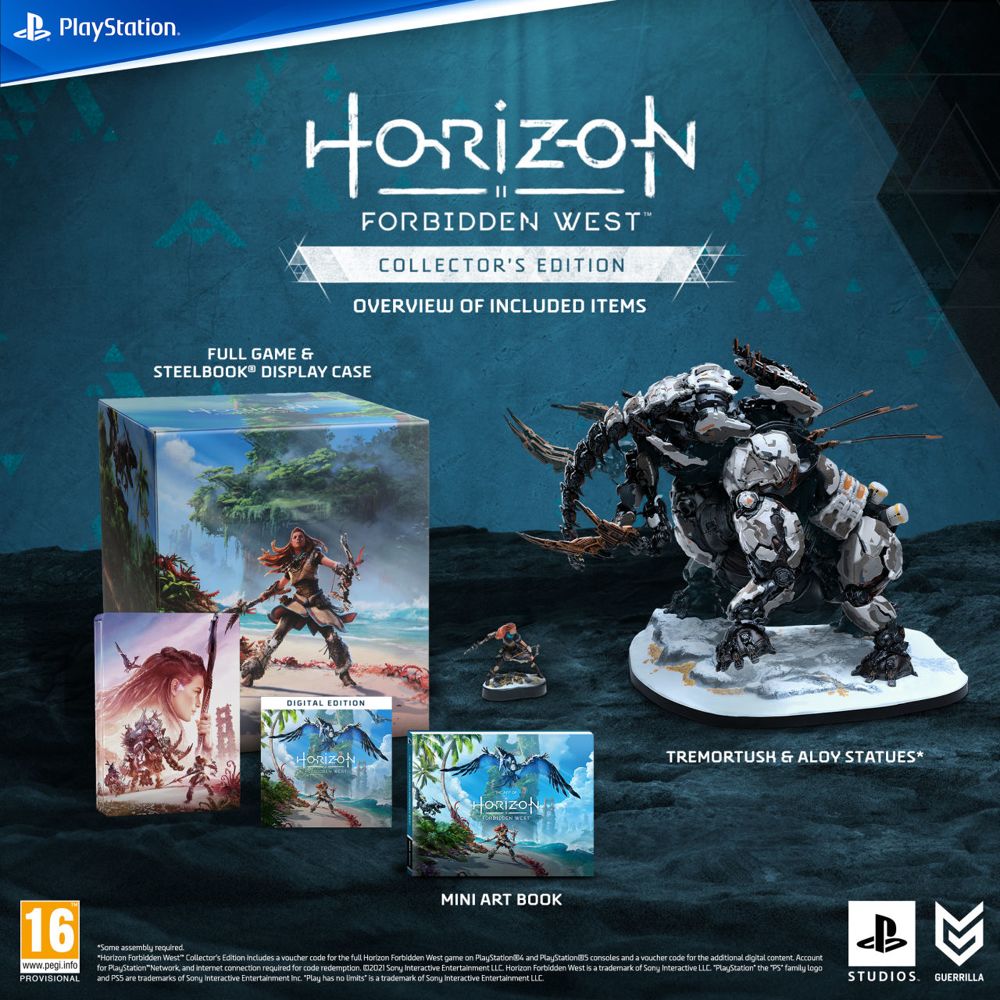 PlayStation®
HORIZON
II
FORBIDDEN WEST™
COLLECTOR'S EDITION
OVERVIEW OF INCLUDED ITEMS
FULL GAME &
STEELBOOK® DISPLAY CASE
DIGITAL EDITION
HORIZON
FORBIDDEN WEST
THE ART OF
HORIZON
FORBIDDEN WEST
TREMORTUSK & ALOY STATUES*
MINI ART BOOK
16
www.pegi.info
PROVISIONAL
*Some assembly required.
*Horizon Forbidden West™ Collector's Edition includes a voucher code for the full Horizon Forbidden West game on PlayStation®4 and PlayStation®5 consoles and a voucher code for the additional digital content. Account
for PlayStation™Network, and internet connection required for code redemption. ©2021 Sony Interactive Entertainment LLC. Horizon Forbidden West is a trademark of Sony Interactive LLC. "PlayStation" the "PS" family logo
and PS5 are trademarks of Sony Interactive Entertainment Inc. "Play has no limits" is a trademark of Sony Interactive Entertainment LLC.
STUDIOS
GUERRILLA